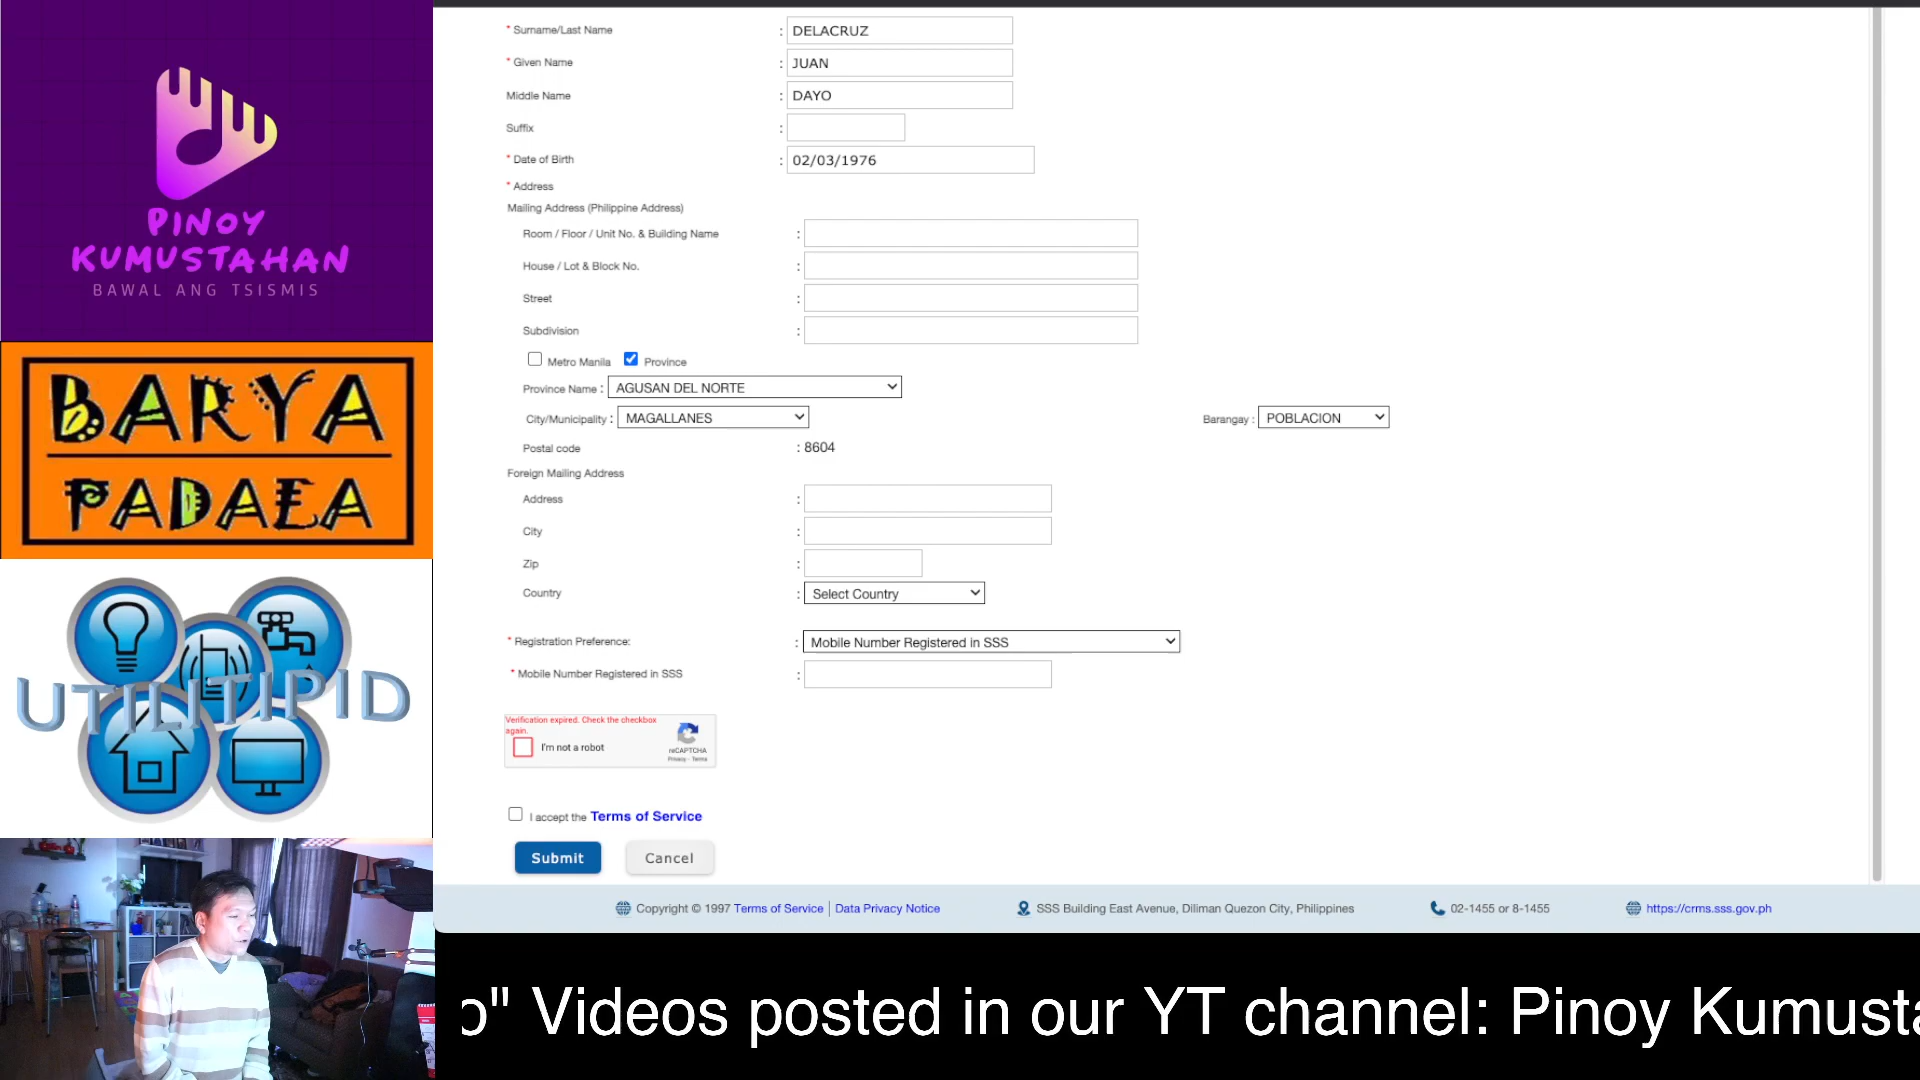 PINOY
KUMUSTAHAN
BAWAL ANG TSISMIS
BARYA
PADALA
UTILITIPID
* Surname/Last Name : DELACRUZ
* Given Name : JUAN
Middle Name : DAYO
Suffix :
* Date of Birth : 02/03/1976
* Address
Mailing Address (Philippine Address)
Room / Floor / Unit No. & Building Name :
House / Lot & Block No. :
Street :
Subdivision :
Metro Manila Province
Province Name : AGUSAN DEL NORTE
City/Municipality : MAGALLANES Barangay : POBLACION
Postal code : 8604
Foreign Mailing Address
Address :
City :
Zip :
Country : Select Country
* Registration Preference: : Mobile Number Registered in SSS
* Mobile Number Registered in SSS :
Verification expired. Check the checkbox
again.
I'm not a robot
reCAPTCHA
Privacy - Terms
I accept the Terms of Service
Submit Cancel
Copyright © 1997 Terms of Service | Data Privacy Notice SSS Building East Avenue, Diliman Quezon City, Philippines 02-1455 or 8-1455 https://crms.sss.gov.ph
" Videos posted in our YT channel: Pinoy Kumusta